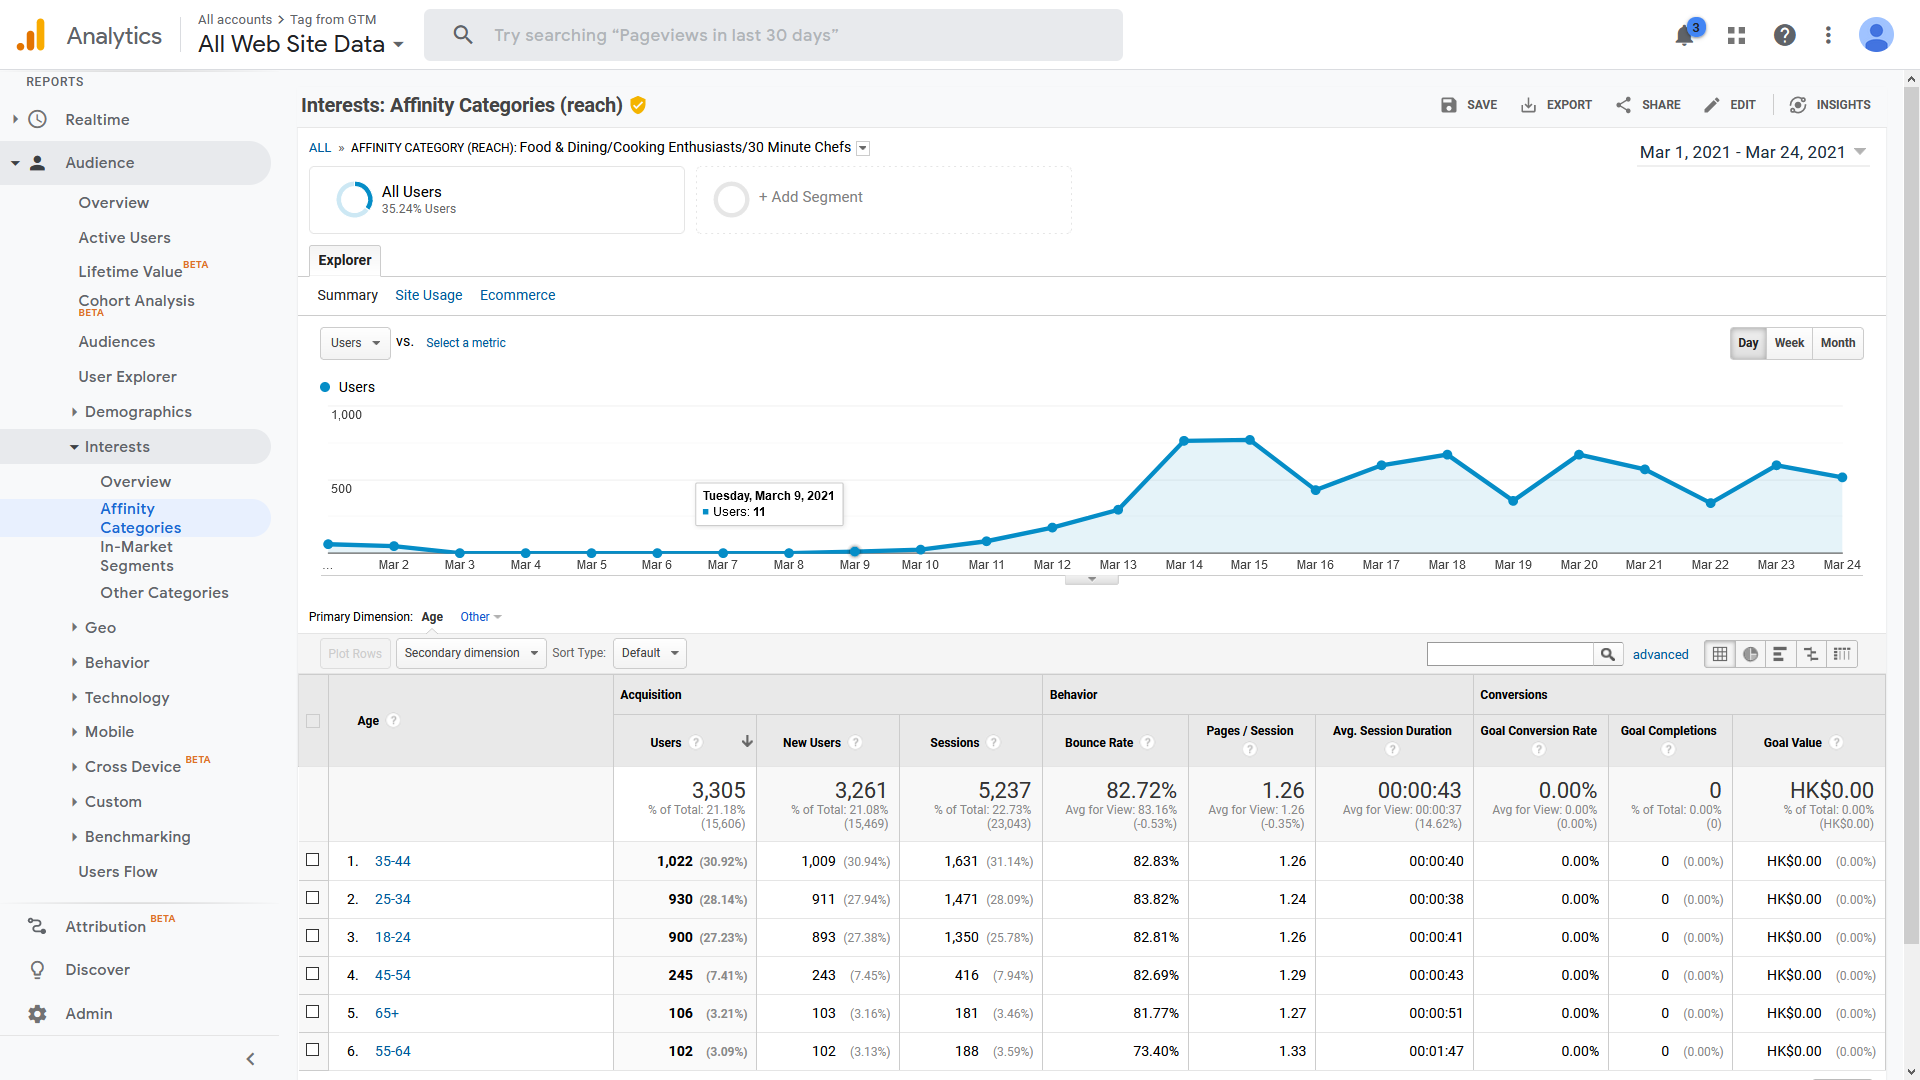 Analytics
All accounts > Tag from GTM
All Web Site Data
Try searching “Pageviews in last 30 days”
3
REPORTS
Realtime
Audience
Overview
Active Users
Lifetime Value BETA
Cohort Analysis
BETA
Audiences
User Explorer
Demographics
Interests
Overview
Affinity
Categories
In-Market
Segments
Other Categories
Geo
Behavior
Technology
Mobile
Cross Device BETA
Custom
Benchmarking
Users Flow
Attribution BETA
Discover
Admin
Interests: Affinity Categories (reach)
SAVE EXPORT SHARE EDIT INSIGHTS
ALL » AFFINITY CATEGORY (REACH): Food & Dining/Cooking Enthusiasts/30 Minute Chefs
Mar 1, 2021 - Mar 24, 2021
All Users
35.24% Users
+ Add Segment
Explorer
Summary Site Usage Ecommerce
Users VS. Select a metric
Day Week Month
Users
1,000
500
Tuesday, March 9, 2021
Users: 11
... Mar 2 Mar 3 Mar 4 Mar 5 Mar 6 Mar 7 Mar 8 Mar 9 Mar 10 Mar 11 Mar 12 Mar 13 Mar 14 Mar 15 Mar 16 Mar 17 Mar 18 Mar 19 Mar 20 Mar 21 Mar 22 Mar 23 Mar 24
Primary Dimension: Age Other
Plot Rows Secondary dimension Sort Type: Default advanced
Age ? Acquisition Behavior Conversions
Users ? New Users ? Sessions ? Bounce Rate ? Pages / Session ? Avg. Session Duration ? Goal Conversion Rate ? Goal Completions ? Goal Value ?
3,305 3,261 5,237 82.72% 1.26 00:00:43 0.00% 0 HK$0.00
% of Total: 21.18% % of Total: 21.08% % of Total: 22.73% Avg for View: 83.16% Avg for View: 1.26 Avg for View: 00:00:37 Avg for View: 0.00% % of Total: 0.00% % of Total: 0.00%
(15,606) (15,469) (23,043) (-0.53%) (-0.35%) (14.62%) (0.00%) (0) (HK$0.00)
1. 35-44 1,022 (30.92%) 1,009 (30.94%) 1,631 (31.14%) 82.83% 1.26 00:00:40 0.00% 0 (0.00%) HK$0.00 (0.00%)
2. 25-34 930 (28.14%) 911 (27.94%) 1,471 (28.09%) 83.82% 1.24 00:00:38 0.00% 0 (0.00%) HK$0.00 (0.00%)
3. 18-24 900 (27.23%) 893 (27.38%) 1,350 (25.78%) 82.81% 1.26 00:00:41 0.00% 0 (0.00%) HK$0.00 (0.00%)
4. 45-54 245 (7.41%) 243 (7.45%) 416 (7.94%) 82.69% 1.29 00:00:43 0.00% 0 (0.00%) HK$0.00 (0.00%)
5. 65+ 106 (3.21%) 103 (3.16%) 181 (3.46%) 81.77% 1.27 00:00:51 0.00% 0 (0.00%) HK$0.00 (0.00%)
6. 55-64 102 (3.09%) 102 (3.13%) 188 (3.59%) 73.40% 1.33 00:01:47 0.00% 0 (0.00%) HK$0.00 (0.00%)